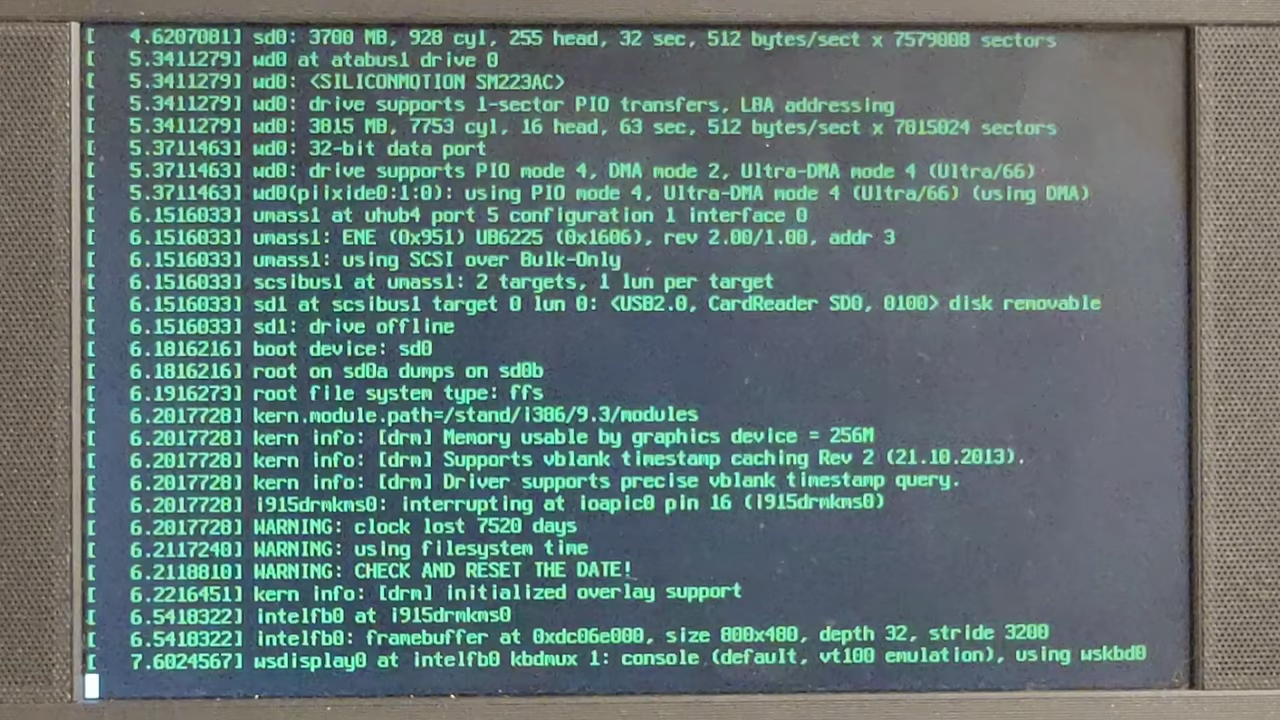 [   4.6207081] sd0: 3700 MB, 928 cyl, 255 head, 32 sec, 512 bytes/sect x 7579008 sectors
[   5.3411279] wd0 at atabus1 drive 0
[   5.3411279] wd0: <SILICONMOTION SM223AC>
[   5.3411279] wd0: drive supports 1-sector PIO transfers, LBA addressing
[   5.3411279] wd0: 3815 MB, 7753 cyl, 16 head, 63 sec, 512 bytes/sect x 7815024 sectors
[   5.3711463] wd0: 32-bit data port
[   5.3711463] wd0: drive supports PIO mode 4, DMA mode 2, Ultra-DMA mode 4 (Ultra/66)
[   5.3711463] wd0(piixide0:1:0): using PIO mode 4, Ultra-DMA mode 4 (Ultra/66) (using DMA)
[   6.1516033] umass1 at uhub4 port 5 configuration 1 interface 0
[   6.1516033] umass1: ENE (0x951) UB6225 (0x1606), rev 2.00/1.00, addr 3
[   6.1516033] umass1: using SCSI over Bulk-Only
[   6.1516033] scsibus1 at umass1: 2 targets, 1 lun per target
[   6.1516033] sd1 at scsibus1 target 0 lun 0: <USB2.0, CardReader SD0, 0100> disk removable
[   6.1516033] sd1: drive offline
[   6.1816216] boot device: sd0
[   6.1816216] root on sd0a dumps on sd0b
[   6.1916273] root file system type: ffs
[   6.2017728] kern.module.path=/stand/i386/9.3/modules
[   6.2017728] kern info: [drm] Memory usable by graphics device = 256M
[   6.2017728] kern info: [drm] Supports vblank timestamp caching Rev 2 (21.10.2013).
[   6.2017728] kern info: [drm] Driver supports precise vblank timestamp query.
[   6.2017728] i915drmkms0: interrupting at ioapic0 pin 16 (i915drmkms0)
[   6.2017728] WARNING: clock lost 7520 days
[   6.2117240] WARNING: using filesystem time
[   6.2118810] WARNING: CHECK AND RESET THE DATE!
[   6.2216451] kern info: [drm] initialized overlay support
[   6.5418322] intelfb0 at i915drmkms0
[   6.5418322] intelfb0: framebuffer at 0xdc06e000, size 800x480, depth 32, stride 3200
[   7.6024567] wsdisplay0 at intelfb0 kbdmux 1: console (default, vt100 emulation), using wskbd0